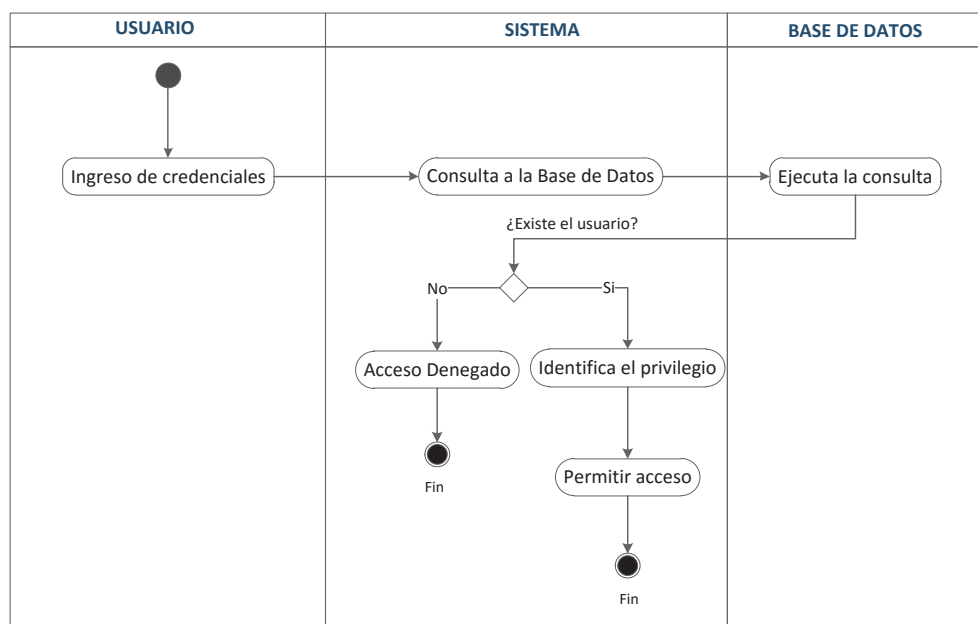 USUARIO
SISTEMA
BASE DE DATOS
Ingreso de credenciales
Consulta a la Base de Datos
Ejecuta la consulta
¿Existe el usuario?
No
Si
Acceso Denegado
Identifica el privilegio
Fin
Permitir acceso
Fin